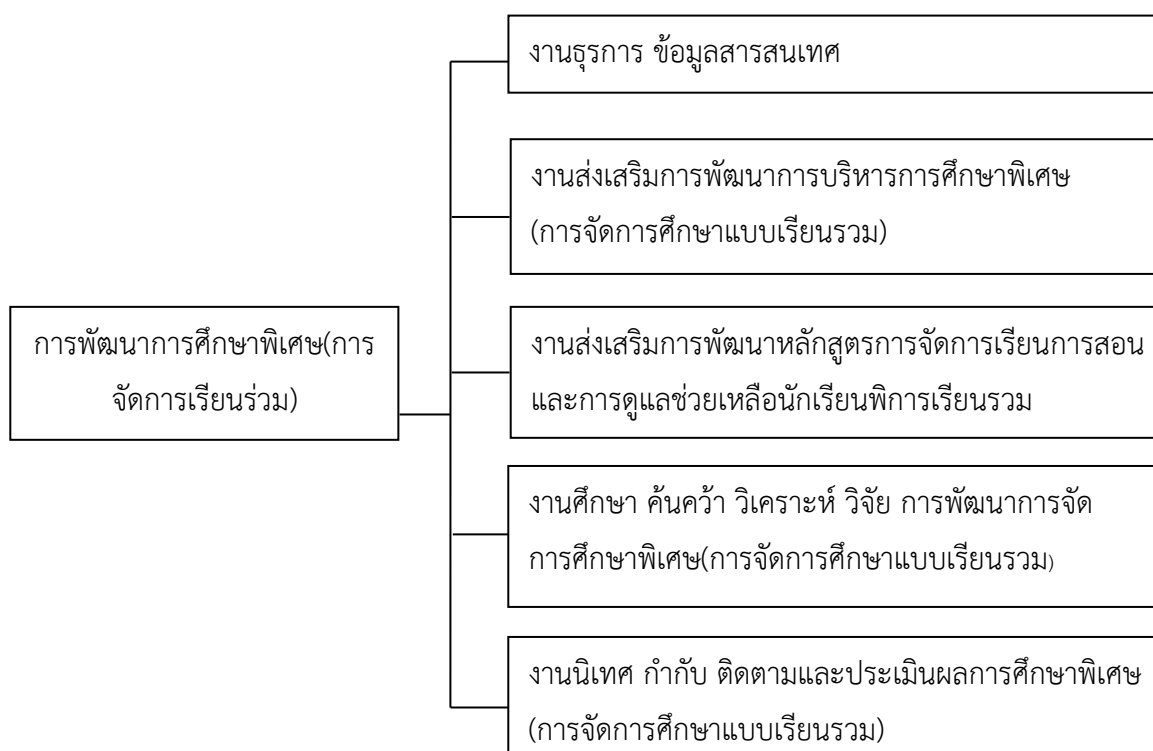 งานธุรการ ข้อมูลสารสนเทศ
งานส่งเสริมการพัฒนาการบริหารการศึกษาพิเศษ
(การจัดการศึกษาแบบเรียนรวม)
การพัฒนาการศึกษาพิเศษ(การ
จัดการเรียนร่วม)
งานส่งเสริมการพัฒนาหลักสูตรการจัดการเรียนการสอน
และการดูแลช่วยเหลือนักเรียนพิการเรียนรวม
งานศึกษา ค้นคว้า วิเคราะห์ วิจัย การพัฒนาการจัด
การศึกษาพิเศษ(การจัดการศึกษาแบบเรียนรวม)
งานนิเทศ กำกับ ติดตามและประเมินผลการศึกษาพิเศษ
(การจัดการศึกษาแบบเรียนรวม)